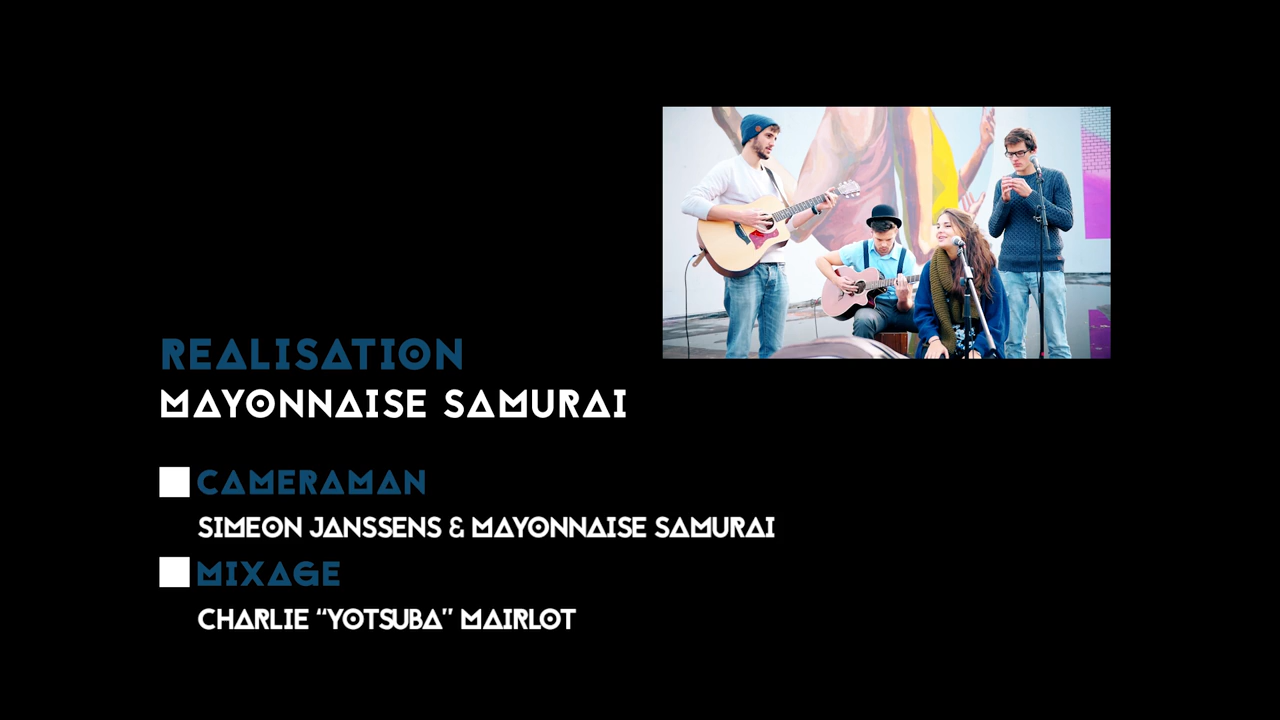 REALISATION
MAYONNAISE SAMURAI
CAMERAMAN
SIMEON JANSSENS & MAYONNAISE SAMURAI
MIXAGE
CHARLIE “YOTSUBA” MAIRLOT